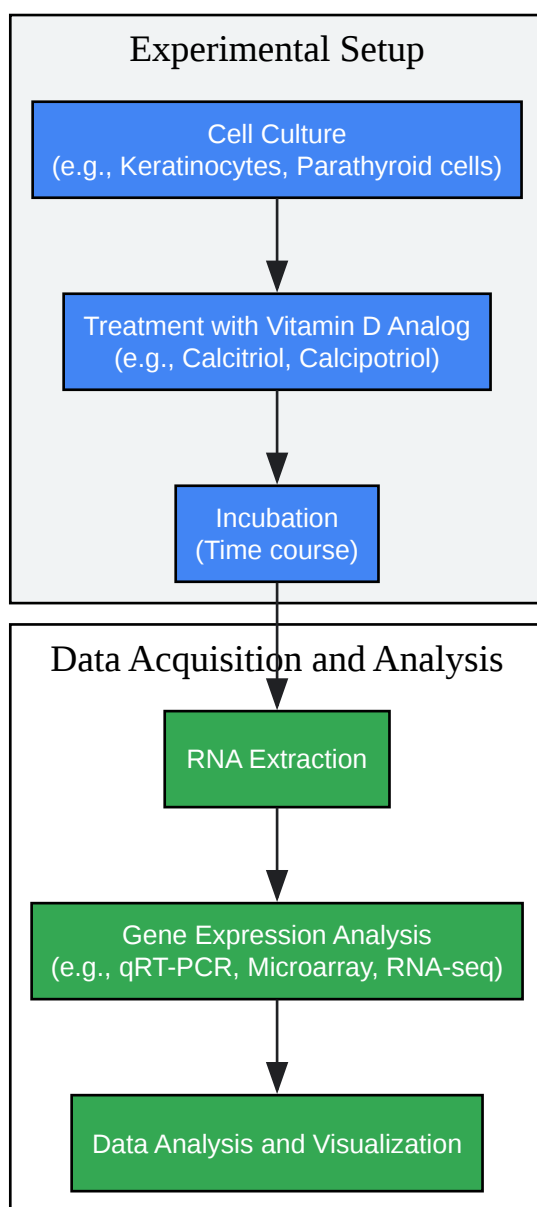 Experimental Setup
Cell Culture
(e.g., Keratinocytes, Parathyroid cells)
Treatment with Vitamin D Analog
(e.g., Calcitriol, Calcipotriol)
Incubation
(Time course)
Data Acquisition and Analysis
RNA Extraction
Gene Expression Analysis
(e.g., qRT-PCR, Microarray, RNA-seq)
Data Analysis and Visualization